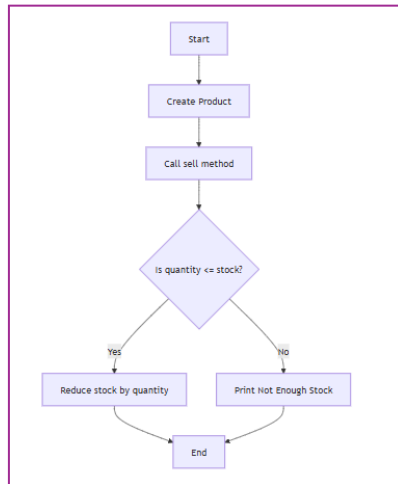 Start
Create Product
Call sell method
Is quantity <= stock?
Yes
No
Reduce stock by quantity
Print Not Enough Stock
End